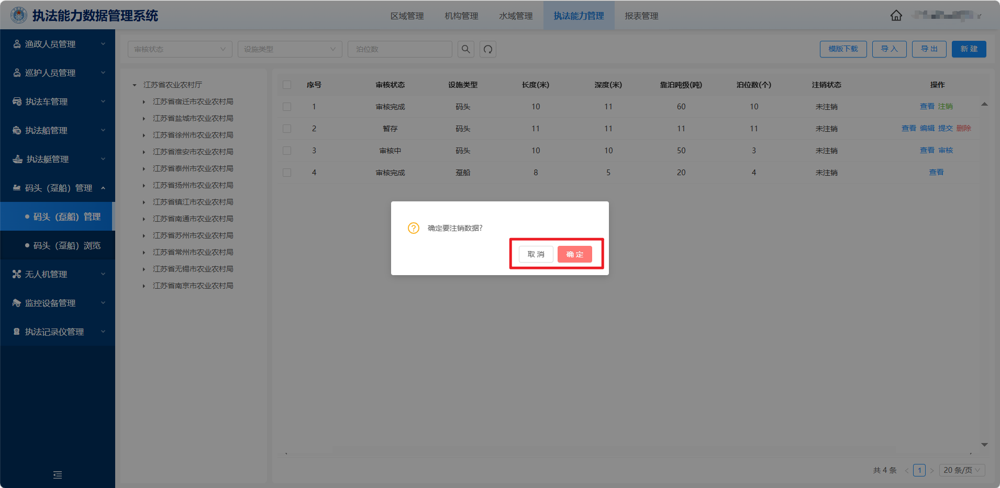 执法能力数据管理系统
区域管理 机构管理 水域管理 执法能力管理 报表管理
渔政人员管理
巡护人员管理
执法车管理
执法船管理
执法艇管理
码头（趸船）管理
码头（趸船）管理
码头（趸船）浏览
无人机管理
监控设备管理
执法记录仪管理
审核状态 设施类型 泊位数 模版下载 导 入 导 出 新 建
江苏省农业农村厅
江苏省宿迁市农业农村局
江苏省盐城市农业农村局
江苏省徐州市农业农村局
江苏省淮安市农业农村局
江苏省泰州市农业农村局
江苏省扬州市农业农村局
江苏省镇江市农业农村局
江苏省南通市农业农村局
江苏省苏州市农业农村局
江苏省常州市农业农村局
江苏省无锡市农业农村局
江苏省南京市农业农村局
序号 审核状态 设施类型 长度(米) 深度(米) 靠泊吨级(吨) 泊位数(个) 注销状态 操作
1 审核完成 码头 10 11 60 10 未注销 查看 注销
2 暂存 码头 11 11 11 11 未注销 查看 编辑 提交 删除
3 审核中 码头 10 10 50 3 未注销 查看 审核
4 审核完成 趸船 8 5 20 4 未注销 查看
确定要注销数据?
取 消 确 定
共 4 条 1 20 条/页